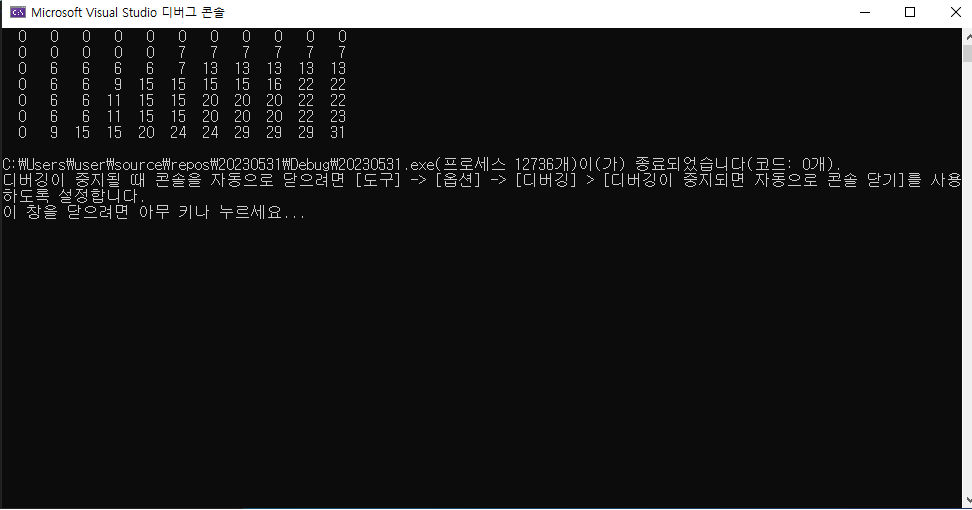 Microsoft Visual Studio 디버그 콘솔
0 0 0 0 0 0 0 0 0 0 0
0 0 0 0 0 7 7 7 7 7 7
0 6 6 6 6 7 13 13 13 13 13
0 6 6 9 15 15 15 15 16 22 22
0 6 6 11 15 15 20 20 20 22 22
0 6 6 11 15 15 20 20 20 22 23
0 9 15 15 20 24 24 29 29 29 31
C:₩Users₩user₩source₩repos₩20230531₩Debug₩20230531.exe(프로세스 12736개)이(가) 종료되었습니다(코드: 0개).
디버깅이 중지될 때 콘솔을 자동으로 닫으려면 [도구] -> [옵션] -> [디버깅] > [디버깅이 중지되면 자동으로 콘솔 닫기]를 사용
하도록 설정합니다.
이 창을 닫으려면 아무 키나 누르세요...